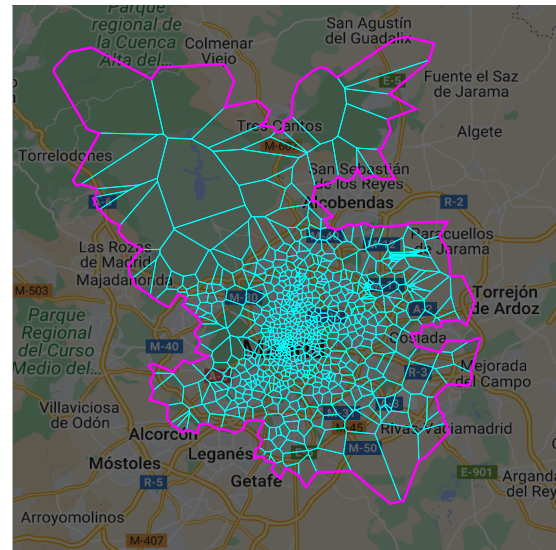 Parque
regional de
la Cuenca
Alta del...
San Agustín
del Guadalix
Colmenar
Viejo
E-5
Fuente el Saz
de Jarama
Tres Cantos
Algete
Torrelodones
San Sebastián
de los Reyes
R-2
Alcobendas
Paracuellos
de Jarama
Las Rozas
de Madrid
Majadahonda
M-503
Torrejón
de Ardoz
A-2
Parque
Regional
del Curso
Medio del...
M-40
Coslada
R-3
Mejorada
del Campo
Villaviciosa
de Odón
Alcorcón
M-45
Rivas-Vaciamadrid
Leganés
M-50
Móstoles
Getafe
E-901
R-5
Arganda
del Rey
Arroyomolinos
M-407